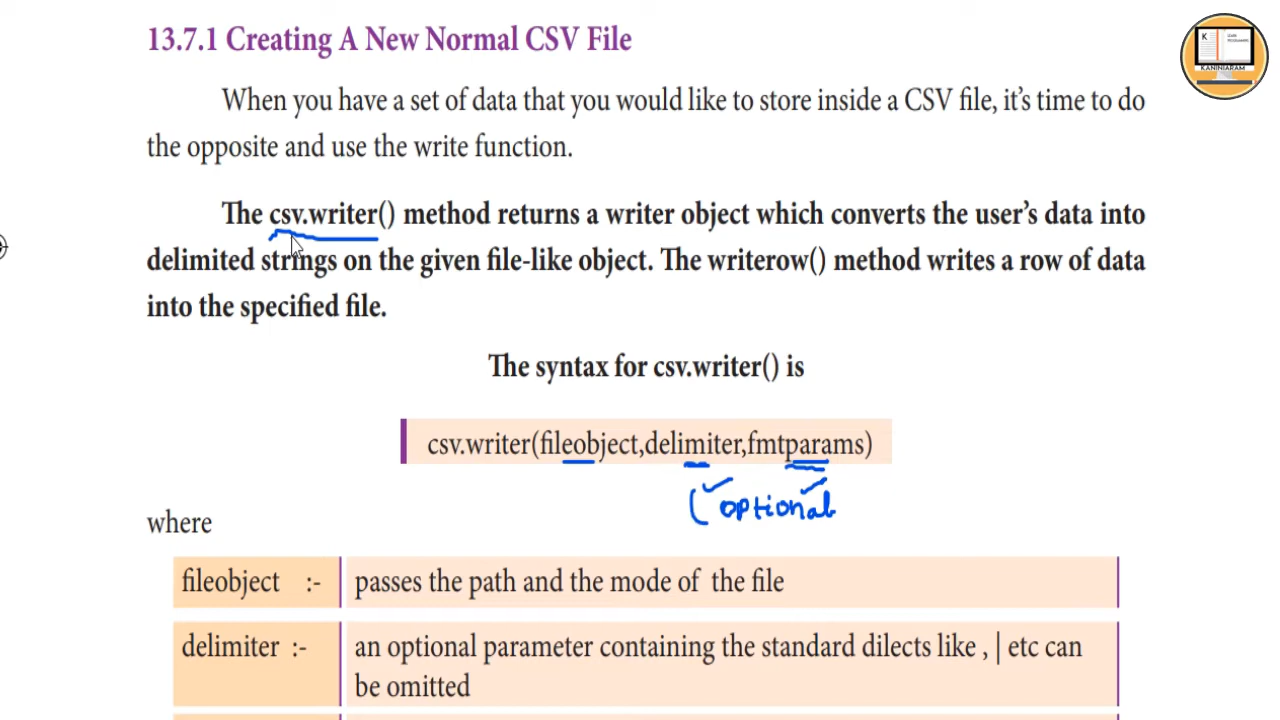 13.7.1 Creating A New Normal CSV File
K
LEARN
PROGRAMMING
KANINIARAM
When you have a set of data that you would like to store inside a CSV file, it's time to do
the opposite and use the write function.
The csv.writer() method returns a writer object which converts the user's data into
delimited strings on the given file-like object. The writerow() method writes a row of data
into the specified file.
The syntax for csv.writer() is
csv.writer(fileobject,delimiter,fmtparams)
(optional
where
fileobject :- passes the path and the mode of the file
delimiter :- an optional parameter containing the standard dilects like , | etc can
be omitted